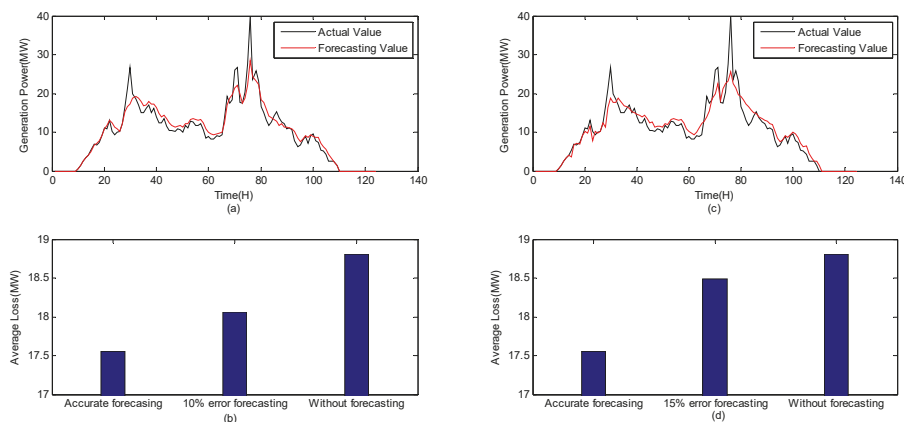 40
30
20
10
0
Generation Power(MW)
Actual Value
Forecasting Value
0 20 40 60 80 100 120 140
Time(H)
(a)
40
30
20
10
0
Generation Power(MW)
Actual Value
Forecasting Value
0 20 40 60 80 100 120 140
Time(H)
(c)
19
18.5
18
17.5
17
Average Loss(MW)
Accurate forecasing 10% error forecasting Without forecasting
(b)
19
18.5
18
17.5
17
Average Loss(MW)
Accurate forecasing 15% error forecasting Without forecasting
(d)